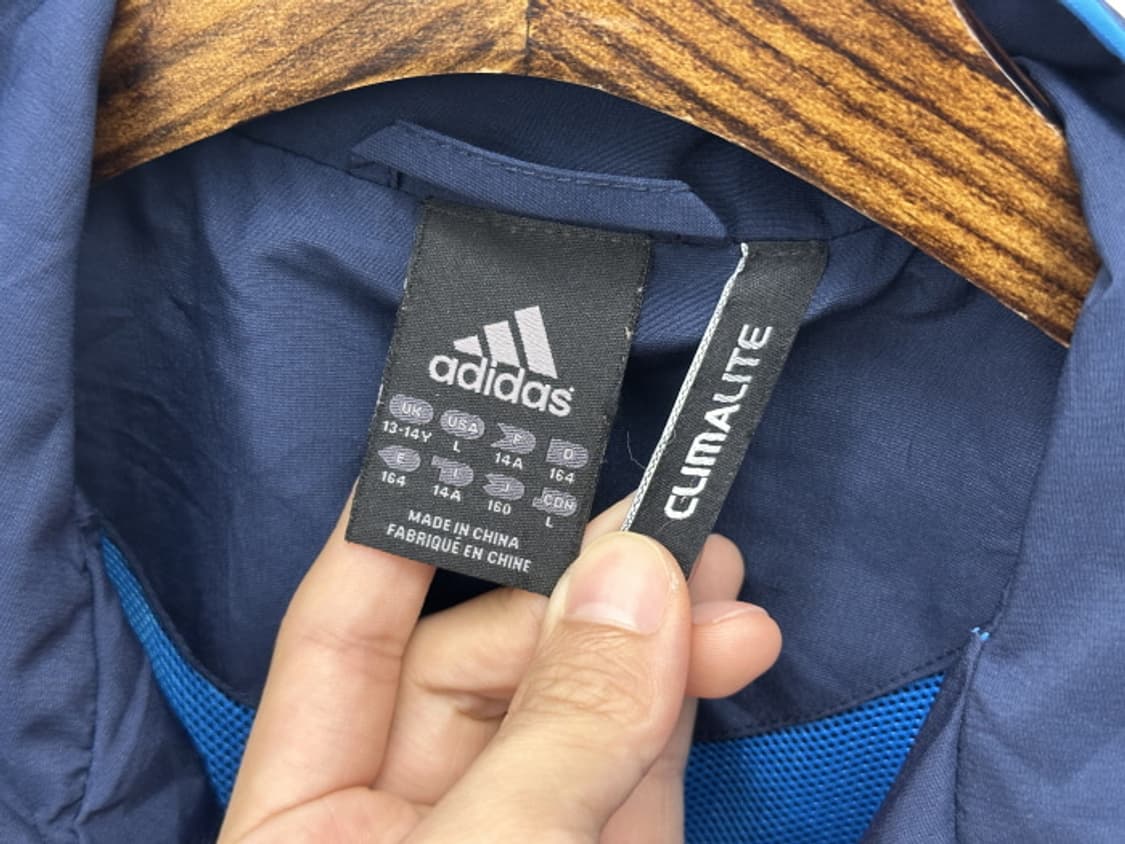 adidas
UK USA F D
13-14Y L 14A 164
E I J CDN
164 14A 160 L
MADE IN CHINA
FABRIQUÉ EN CHINE
CLIMALITE